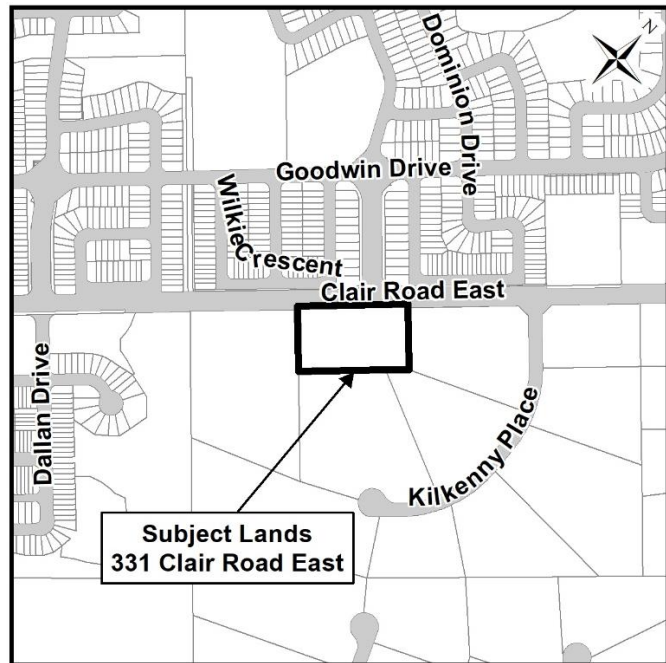 N
Dominion Drive
Goodwin Drive
Wilkie Crescent
Clair Road East
Dallan Drive
Kilkenny Place
Subject Lands
331 Clair Road East